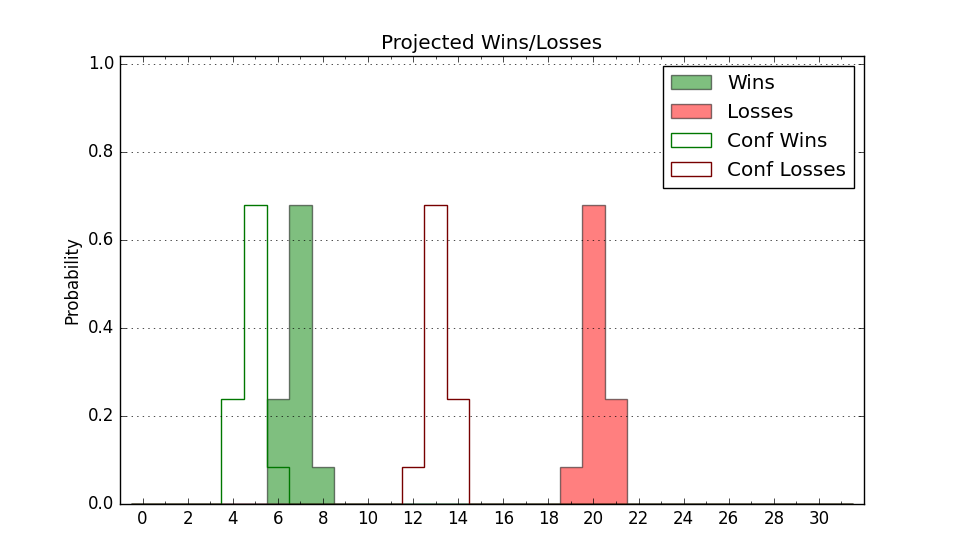 Projected Wins/Losses
1.0
0.8
0.6
0.4
0.2
0.0
Probability
Wins
Losses
Conf Wins
Conf Losses
0 2 4 6 8 10 12 14 16 18 20 22 24 26 28 30